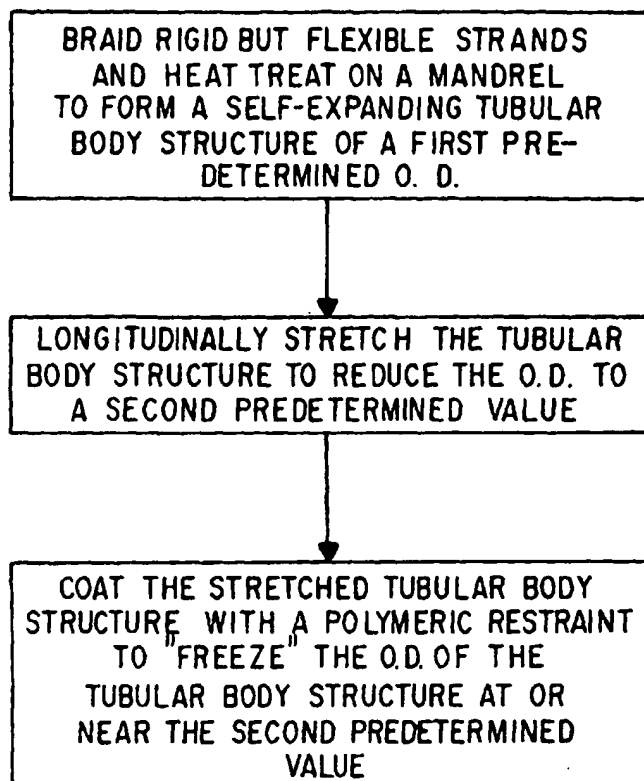 BRAID RIGID BUT FLEXIBLE STRANDS
AND HEAT TREAT ON A MANDREL
TO FORM A SELF-EXPANDING TUBULAR
BODY STRUCTURE OF A FIRST PRE-
DETERMINED O. D.
LONGITUDINALLY STRETCH THE TUBULAR
BODY STRUCTURE TO REDUCE THE O.D. TO
A SECOND PREDETERMINED VALUE
COAT THE STRETCHED TUBULAR BODY
STRUCTURE WITH A POLYMERIC RESTRAINT
TO "FREEZE" THE O.D. OF THE
TUBULAR BODY STRUCTURE AT OR
NEAR THE SECOND PREDETERMINED
VALUE